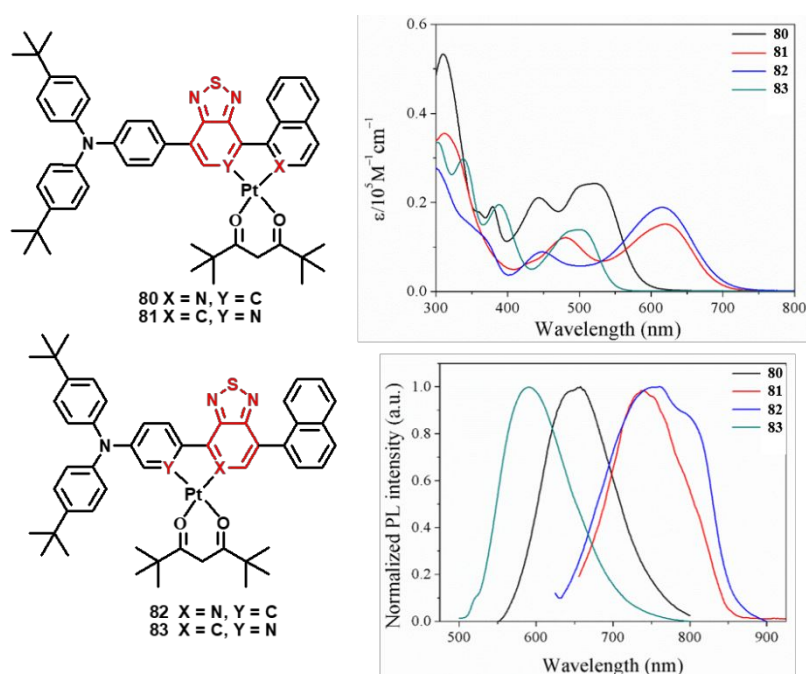 S
N
N
N
Y
X
Pt
O
O
80 X = N, Y = C
81 X = C, Y = N
S
N
N
N
Y
X
Pt
O
O
82 X = N, Y = C
83 X = C, Y = N
ε/10⁵M⁻¹cm⁻¹
0.6
0.4
0.2
0.0
80
81
82
83
300 400 500 600 700 800
Wavelength (nm)
Normalized PL intensity (a.u.)
1.0
0.8
0.6
0.4
0.2
0.0
80
81
82
83
500 600 700 800 900
Wavelength (nm)